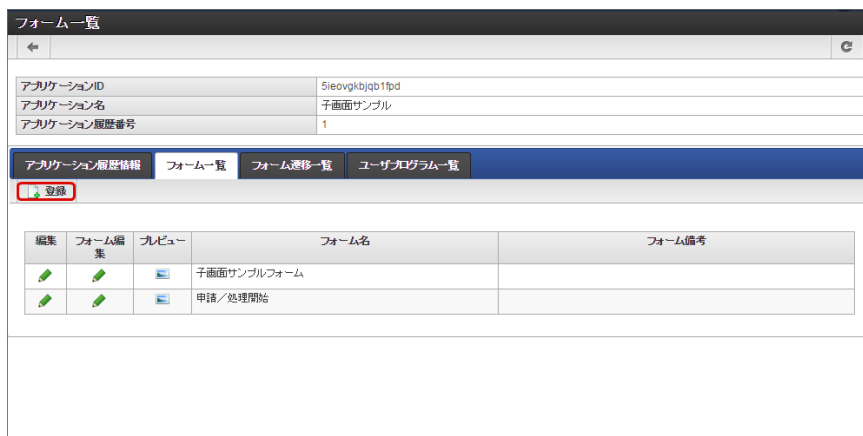 フォーム一覧
アプリケーションID 5ieovgkbjqb1fpd
アプリケーション名 子画面サンプル
アプリケーション履歴番号 1
アプリケーション履歴情報 フォーム一覧 フォーム遷移一覧 ユーザプログラム一覧
登録
編集 フォーム編集 プレビュー フォーム名 フォーム備考
子画面サンプルフォーム
申請／処理開始